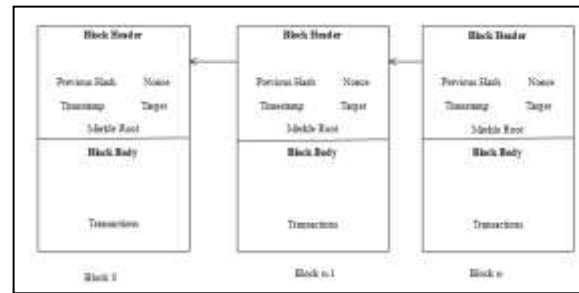 Block Header
Previous Hash Nonce
Timestamp Target
Merkle Root
Block Body
Transactions
Block Header
Previous Hash Nonce
Timestamp Target
Merkle Root
Block Body
Transactions
Block Header
Previous Hash Nonce
Timestamp Target
Merkle Root
Block Body
Transactions
Block n-1
Block n